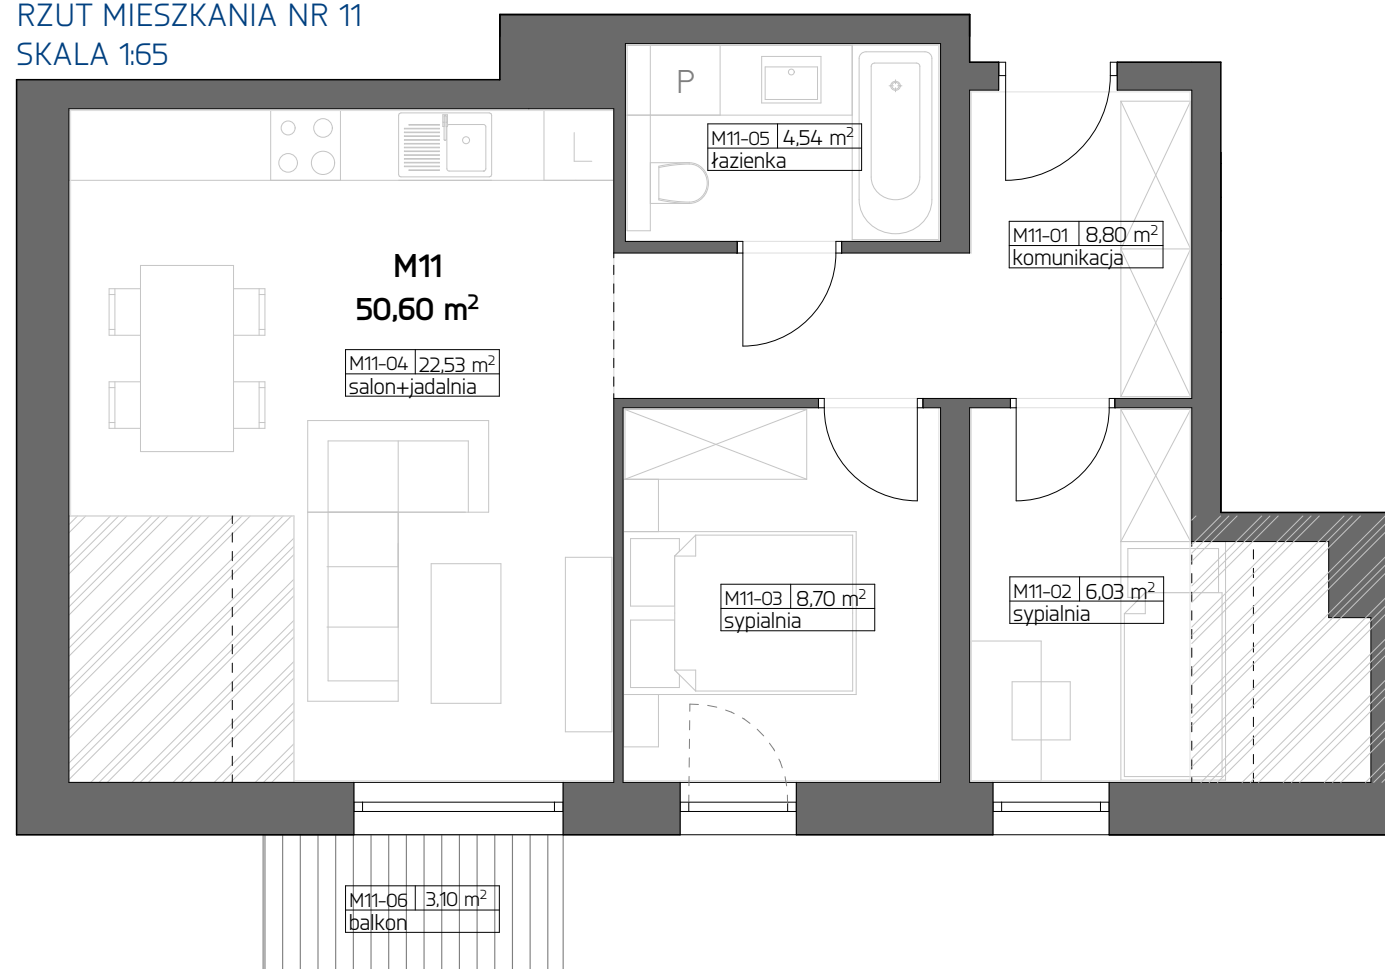 RZUT MIESZKANIA NR 11
SKALA 1:65
P
M11-05 4,54 m²
łazienka
L
M11-01 8,80 m²
komunikacja
M11
50,60 m²
M11-04 22,53 m²
salon+jadalnia
M11-03 8,70 m²
sypialnia
M11-02 6,03 m²
sypialnia
M11-06 3,10 m²
balkon